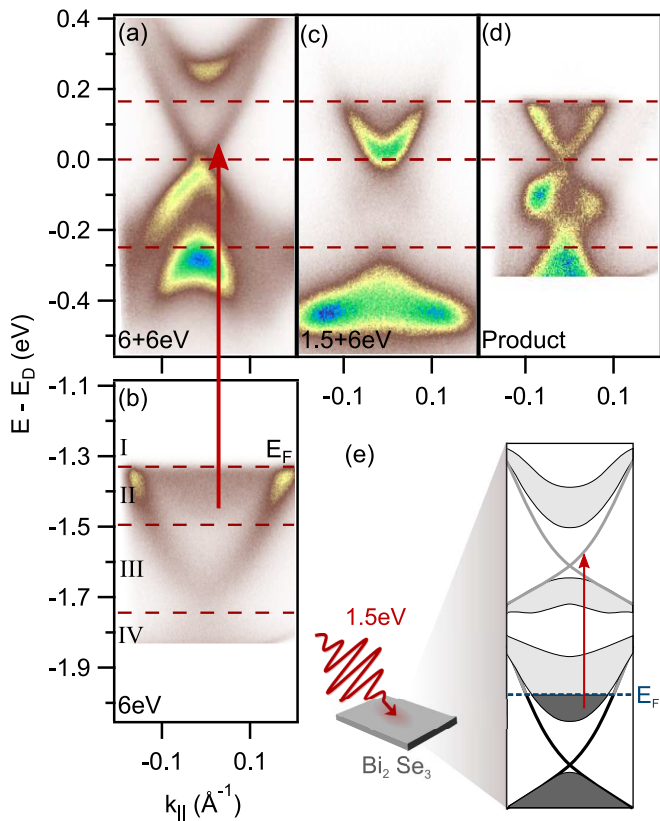 (a)
(c)
(d)
0.4
0.2
0.0
-0.2
-0.4
6+6eV
1.5+6eV
Product
-0.1
0.1
-0.1
0.1
E - E_D (eV)
-1.1
-1.3
-1.5
-1.7
-1.9
(b)
I
E_F
II
III
IV
6eV
-0.1
0.1
k_|| (Å⁻¹)
(e)
1.5eV
Bi₂ Se₃
E_F